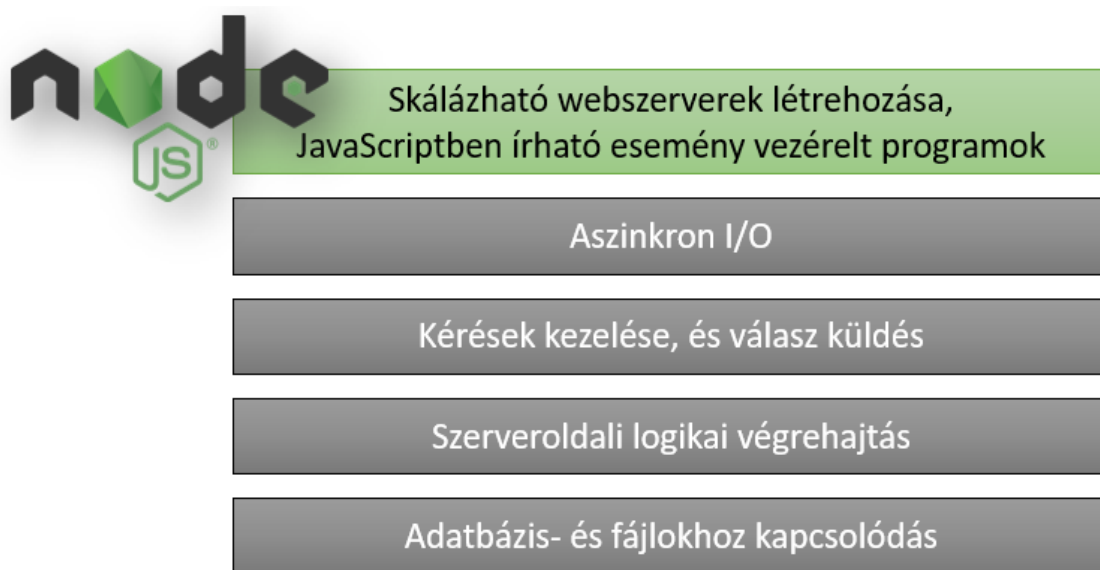 node
JS®
Skálázható webszerverek létrehozása,
JavaScriptben írható esemény vezérelt programok
Aszinkron I/O
Kérések kezelése, és válasz küldés
Szerveroldali logikai végrehajtás
Adatbázis- és fájlokhoz kapcsolódás